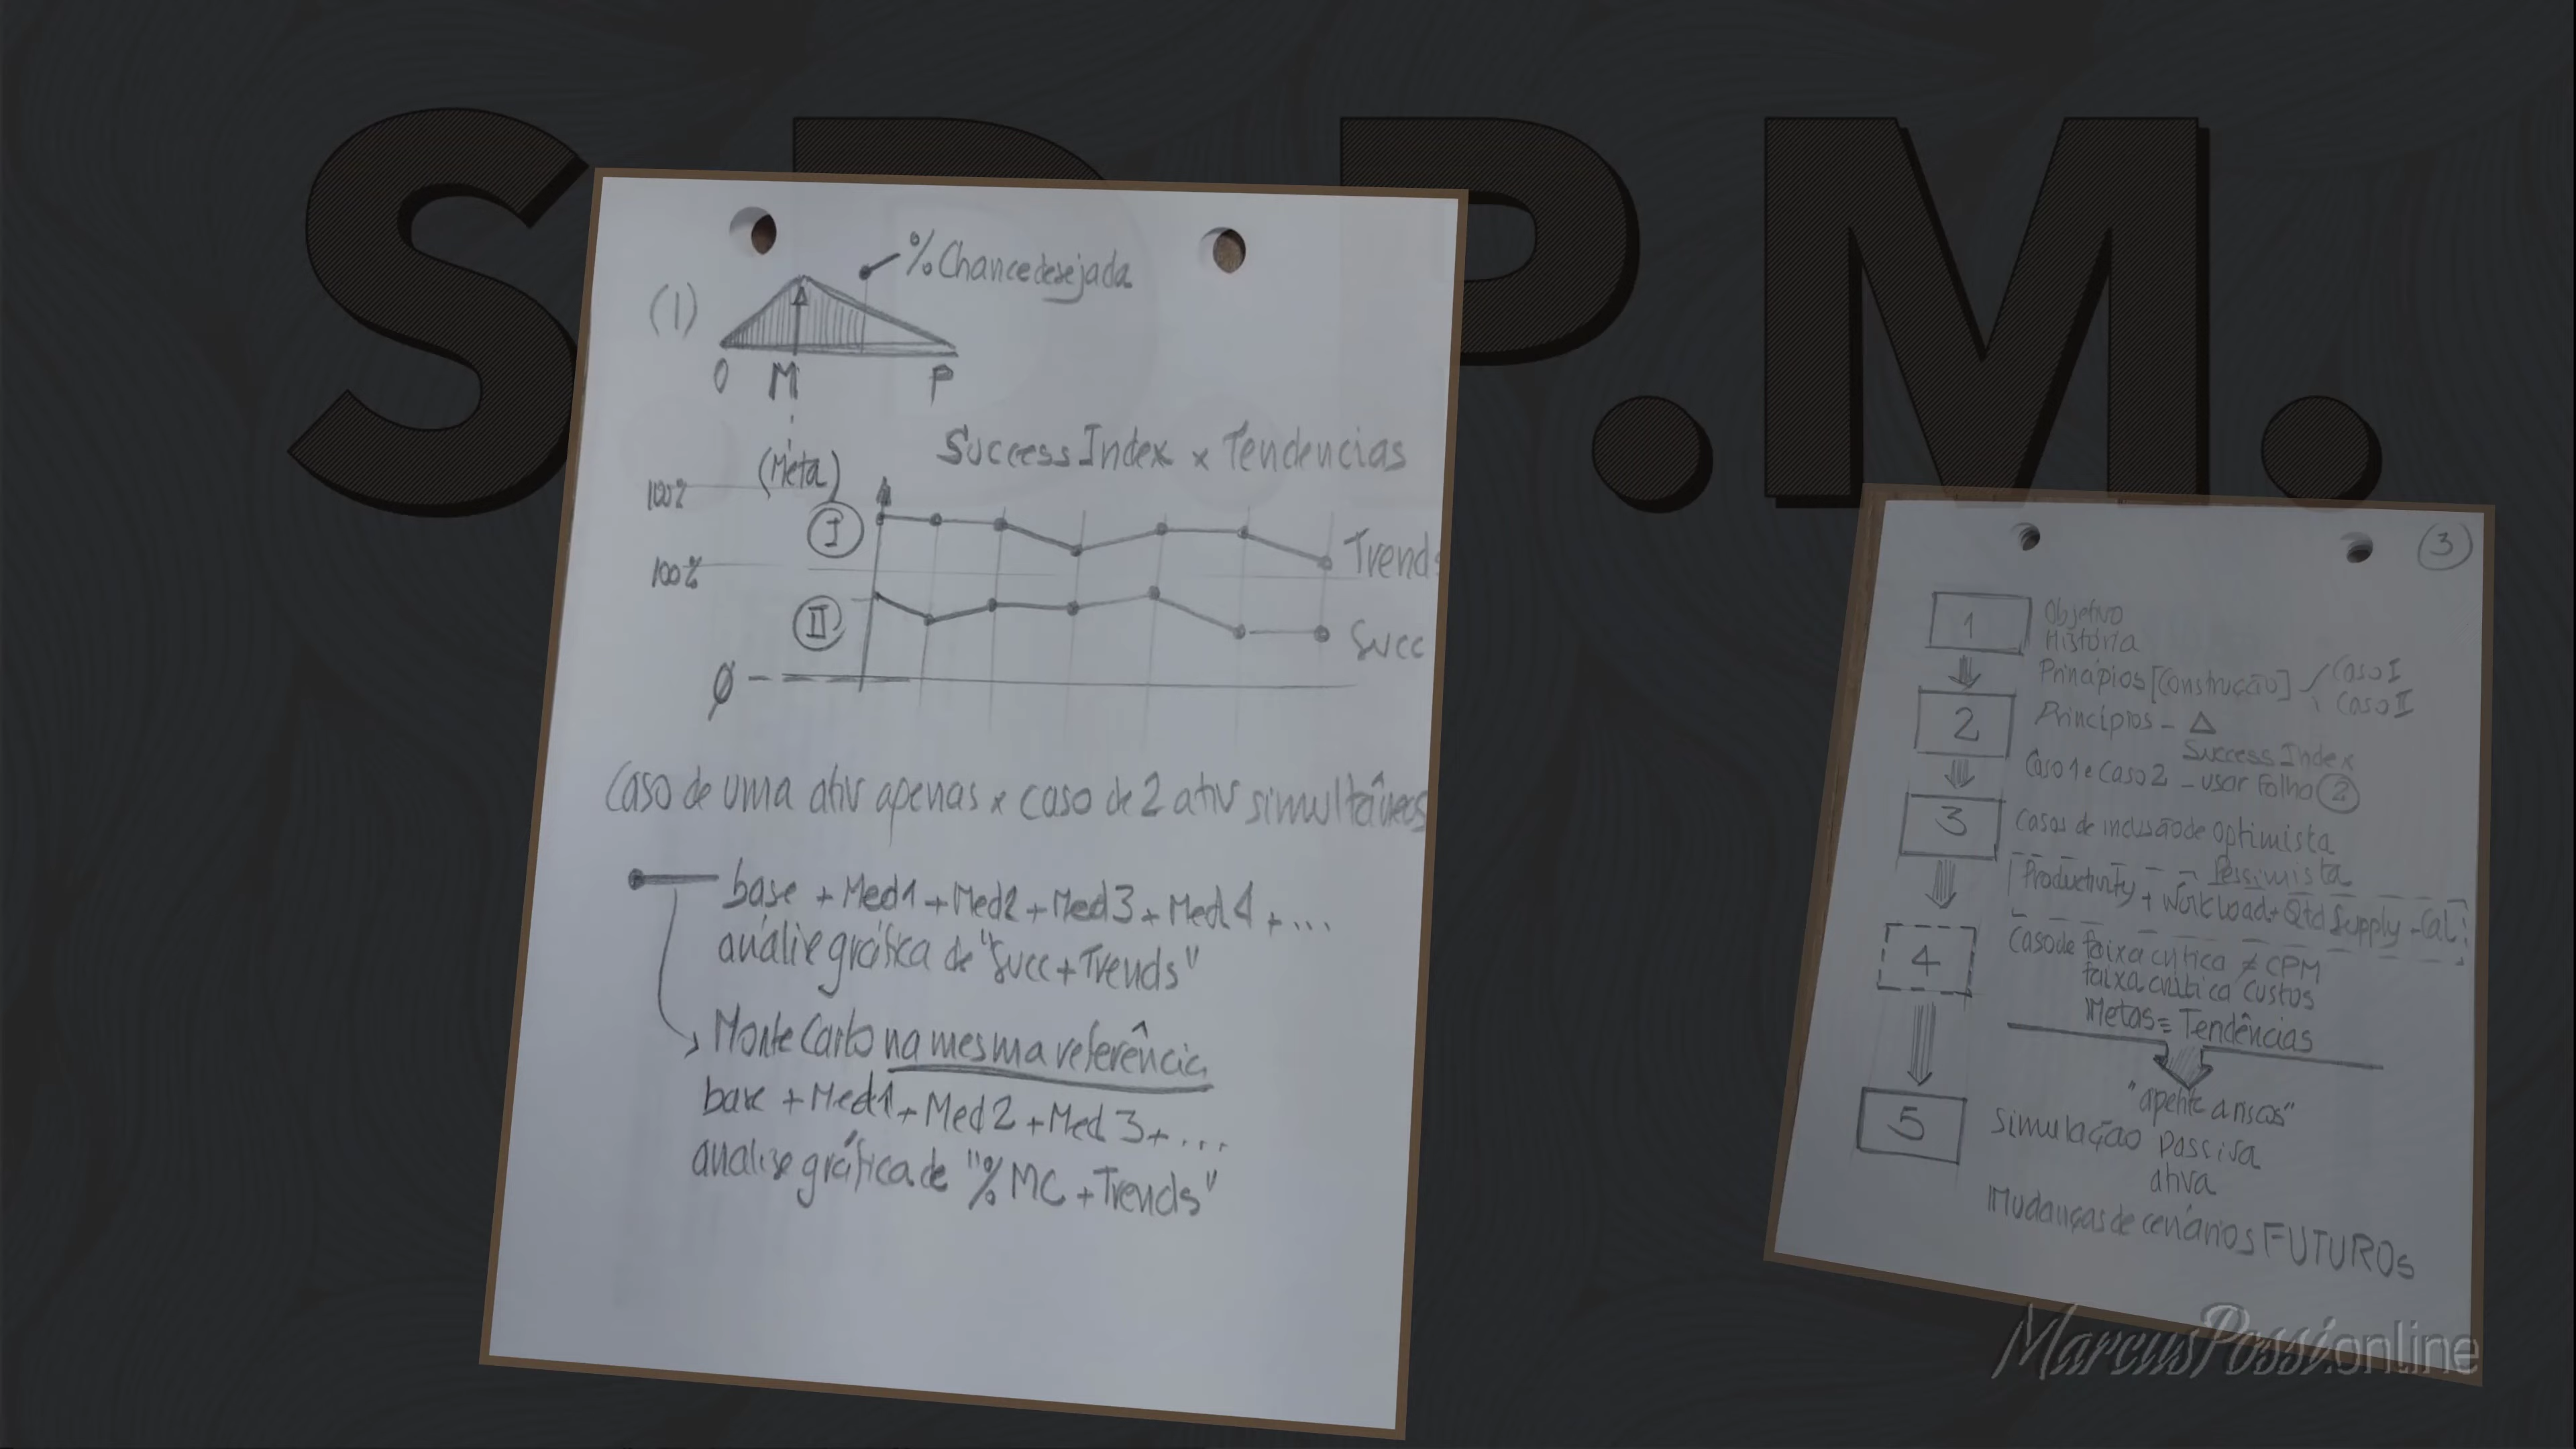 S.D.P.M.
(1)
% Chance desejada
O M P
(Meta)
Success Index x Tendencias
100%
I
Trends
100%
II
Succ
Ø
Caso de uma ativ apenas x caso de 2 ativ simultâneas
base + Med1 + Med2 + Med3 + Med4 + ...
análise gráfica de "Succ + Trends"
Monte Carlo na mesma referência
base + Med1 + Med2 + Med3 + ...
analise gráfica de "% MC + Trends"
3
1
Objetivo
História
Princípios [Construção]
Caso I
Caso II
2
Princípios - Δ
Success Index
Caso 1 e Caso 2 - usar Folha 2
3
Casos de inclusão de Optimista
Pessimista
Productivity + Work Load + Qtd Supply - Cal
4
Caso de faixa crítica ≠ CPM
faixa crítica Custos
Metas = Tendências
"apetite a riscos"
5
Simulação passiva
ativa
Mudanças de cenários FUTUROS
MarcusPossi.online